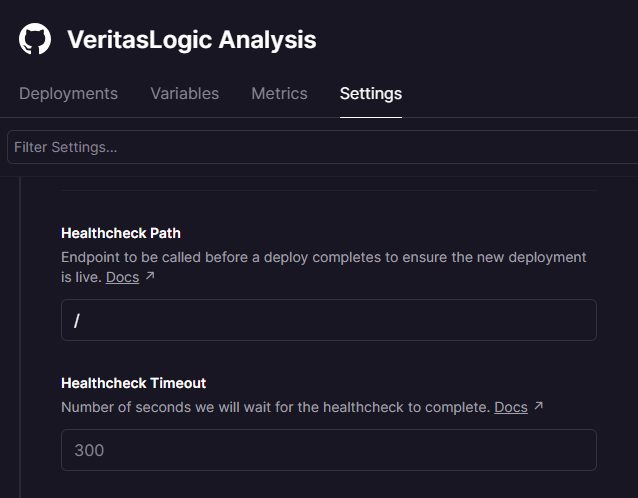 VeritasLogic Analysis
Deployments Variables Metrics Settings
Filter Settings...
Healthcheck Path
Endpoint to be called before a deploy completes to ensure the new deployment
is live. Docs ↗
/
Healthcheck Timeout
Number of seconds we will wait for the healthcheck to complete. Docs ↗
300